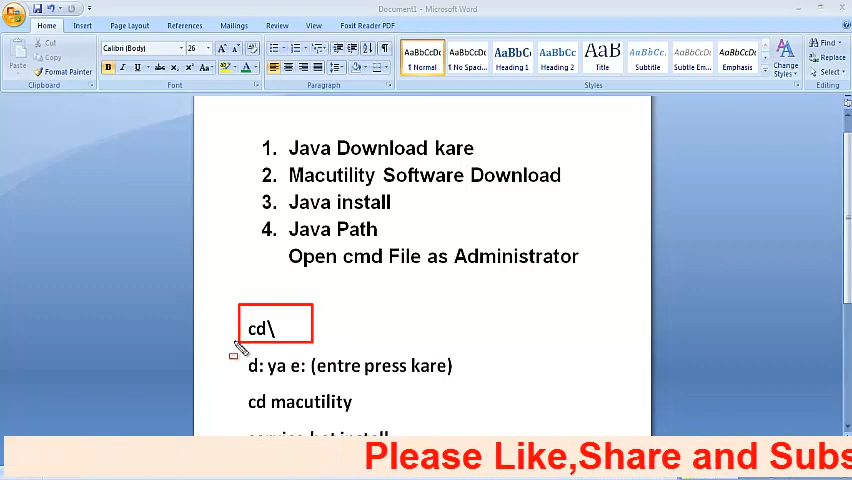 Document1 - Microsoft Word
Home Insert Page Layout References Mailings Review View Foxit Reader PDF
Cut
Copy
Format Painter
Paste
Clipboard
Calibri (Body) 26
Font
Paragraph
AaBbCcDc AaBbCcDc AaBbCc AaBbCc AaB AaBbCc. AaBbCcDc AaBbCcDc
¶ Normal ¶ No Spaci... Heading 1 Heading 2 Title Subtitle Subtle Em... Emphasis
Change Styles
Styles
Find
Replace
Select
Editing
1. Java Download kare
2. Macutility Software Download
3. Java install
4. Java Path
Open cmd File as Administrator
cd\
d: ya e: (entre press kare)
cd macutility
Please Like,Share and Subs